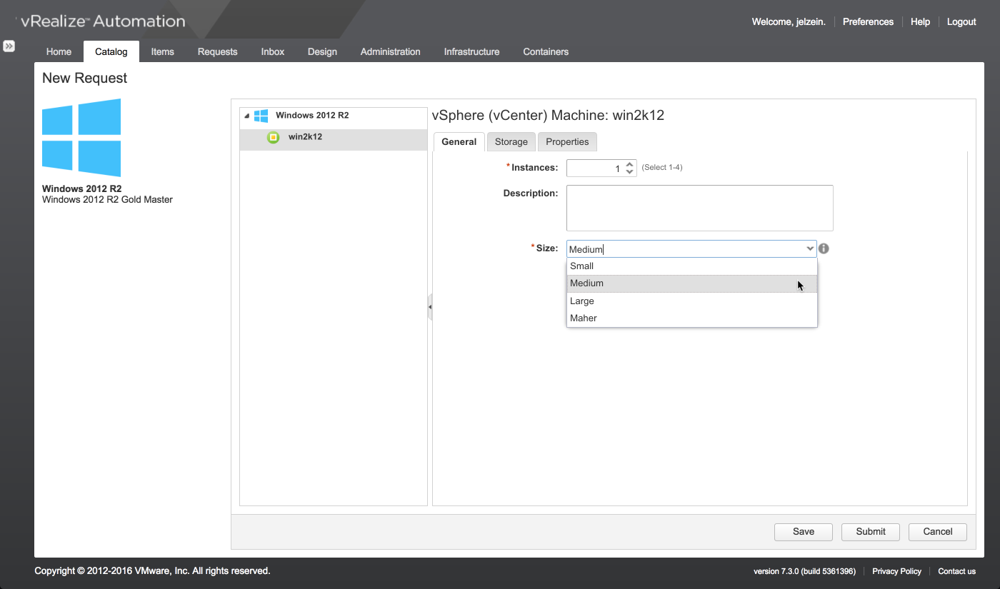 vRealize™ Automation
Welcome, jelzein. Preferences Help Logout
Home Catalog Items Requests Inbox Design Administration Infrastructure Containers
New Request
Windows 2012 R2
Windows 2012 R2 Gold Master
Windows 2012 R2
win2k12
vSphere (vCenter) Machine: win2k12
General Storage Properties
*Instances: 1 (Select 1-4)
Description:
*Size: Medium
Small
Medium
Large
Maher
Save Submit Cancel
Copyright © 2012-2016 VMware, Inc. All rights reserved.
version 7.3.0 (build 5361396) Privacy Policy Contact us